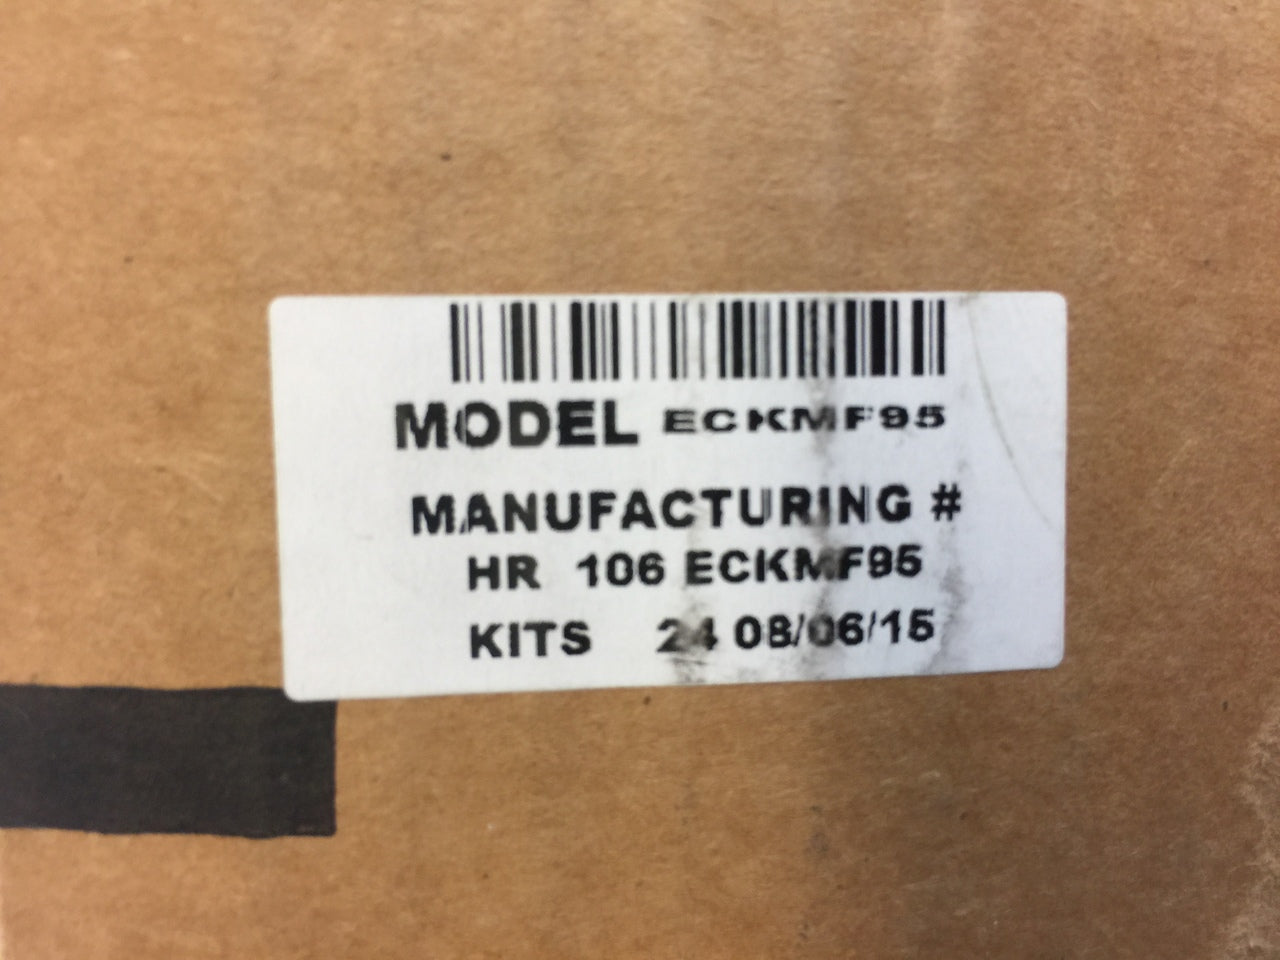 MODEL ECKMF95
MANUFACTURING #
HR 106 ECKMF95
KITS 24 08/06/15